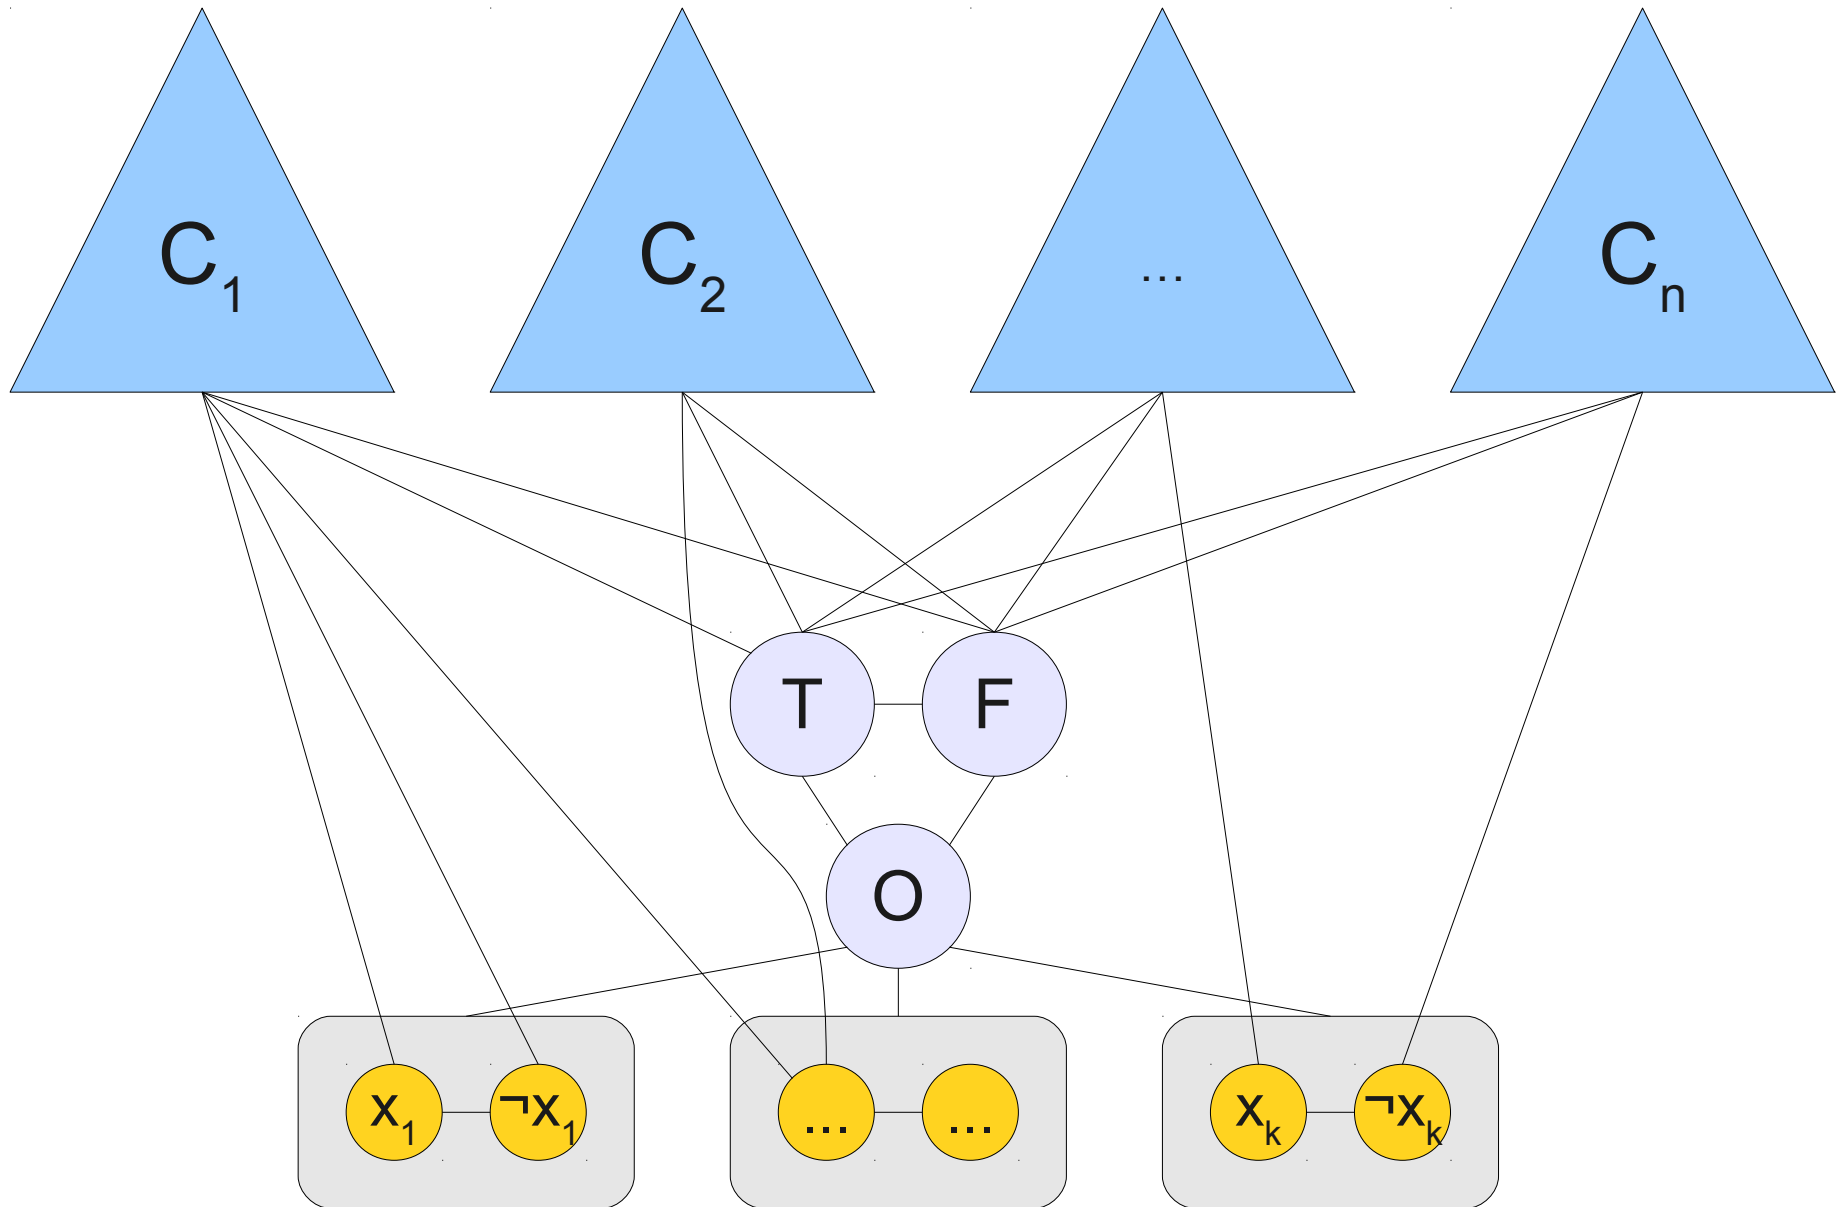 C₁ C₂ ... Cₙ
T F
O
x₁ ¬x₁ ... ... xₖ ¬xₖ